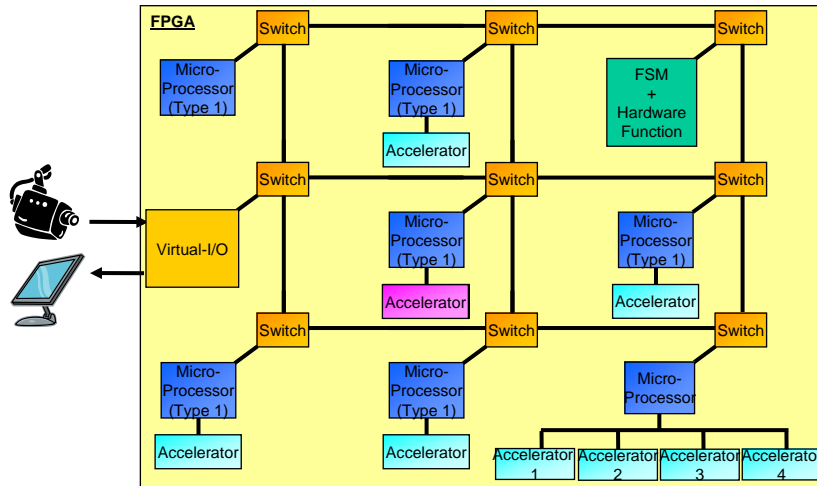 FPGA
Switch
Switch
Switch
Micro-
Processor
(Type 1)
Micro-
Processor
(Type 1)
Accelerator
FSM
+
Hardware
Function
Switch
Switch
Switch
Virtual-I/O
Micro-
Processor
(Type 1)
Accelerator
Micro-
Processor
(Type 1)
Accelerator
Switch
Switch
Switch
Micro-
Processor
(Type 1)
Accelerator
Micro-
Processor
(Type 1)
Accelerator
Micro-
Processor
Accelerator
1
Accelerator
2
Accelerator
3
Accelerator
4